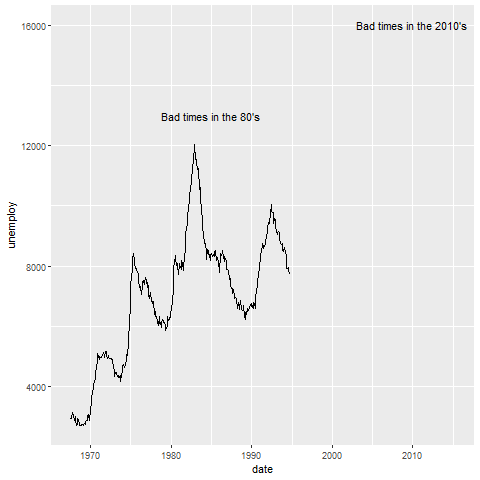 16000
Bad times in the 2010's
Bad times in the 80's
12000
unemploy
8000
4000
1970 1980 1990 2000 2010
date